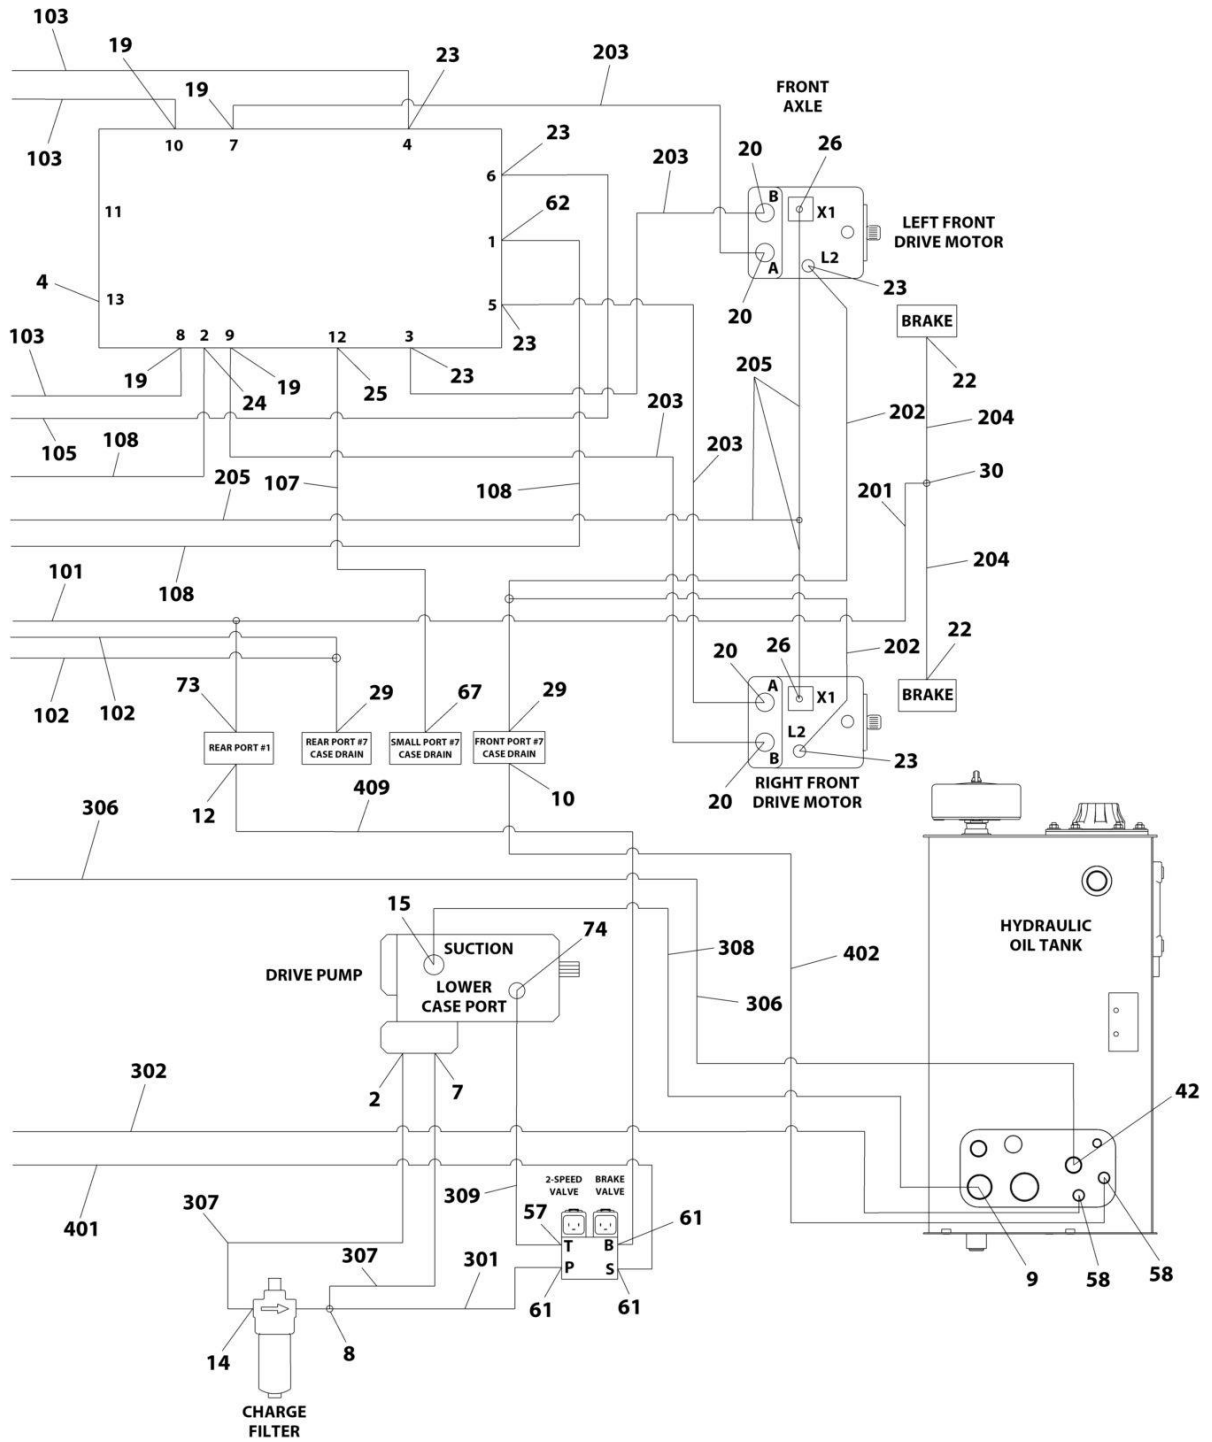 103
19
23
203
19
103
FRONT
AXLE
10
7
4
23
6
203
20
26
B
X1
LEFT FRONT
DRIVE MOTOR
11
62
1
L2
A
4
13
5
23
20
23
BRAKE
103
8
2
9
12
3
19
24
19
25
23
205
22
203
202
204
105
108
205
107
203
108
201
30
101
108
204
202
22
20
26
A
X1
BRAKE
73
102
102
29
67
29
L2
B
REAR PORT #1
REAR PORT #7
CASE DRAIN
SMALL PORT #7
CASE DRAIN
FRONT PORT #7
CASE DRAIN
23
RIGHT FRONT
DRIVE MOTOR
20
12
409
10
306
15
74
SUCTION
DRIVE PUMP
LOWER
CASE PORT
308
402
306
HYDRAULIC
OIL TANK
302
2
7
42
401
307
309
2-SPEED
VALVE
BRAKE
VALVE
57
61
T
B
P
S
307
301
61
61
9
58
58
14
8
CHARGE
FILTER